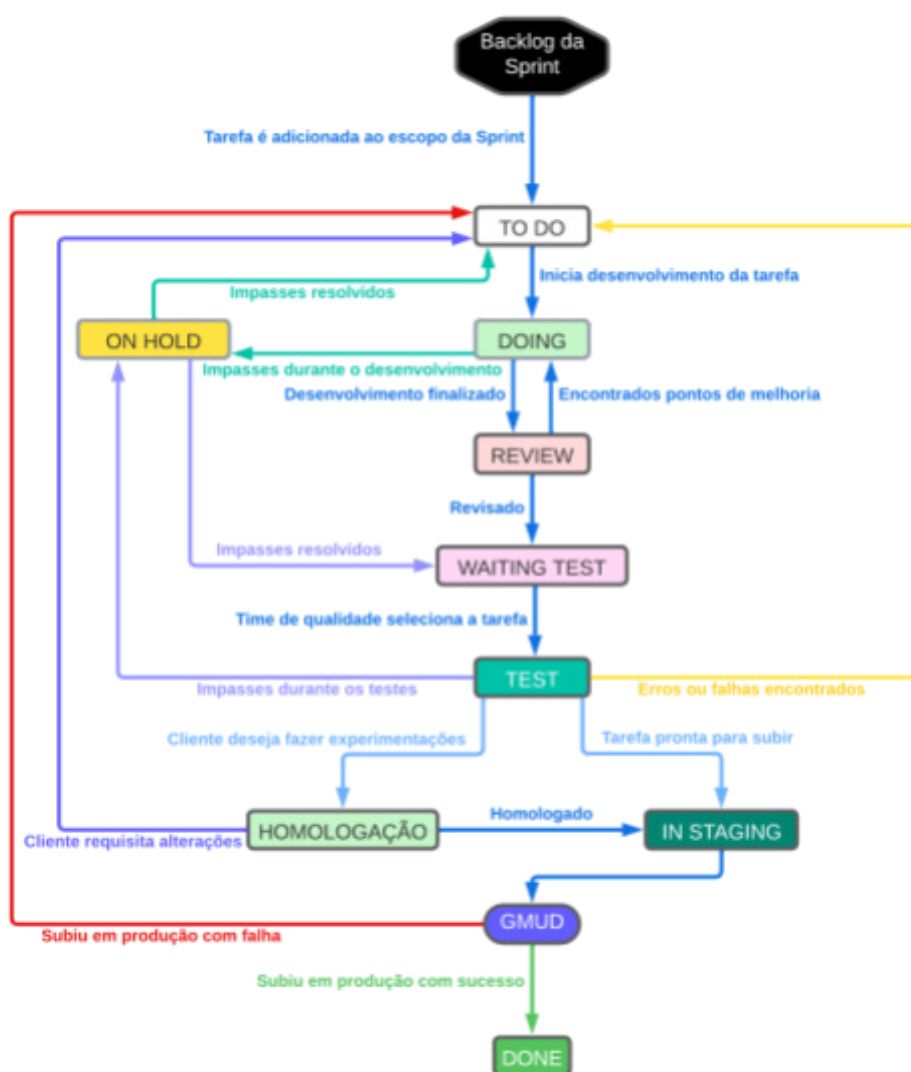 Backlog da
Sprint
Tarefa é adicionada ao escopo da Sprint
TO DO
Inicia desenvolvimento da tarefa
Impasses resolvidos
ON HOLD
DOING
Impasses durante o desenvolvimento
Desenvolvimento finalizado
Encontrados pontos de melhoria
REVIEW
Revisado
Impasses resolvidos
WAITING TEST
Time de qualidade seleciona a tarefa
TEST
Impasses durante os testes
Erros ou falhas encontrados
Cliente deseja fazer experimentações
Tarefa pronta para subir
Homologado
HOMOLOGAÇÃO
IN STAGING
Cliente requisita alterações
GMUD
Subiu em produção com falha
Subiu em produção com sucesso
DONE